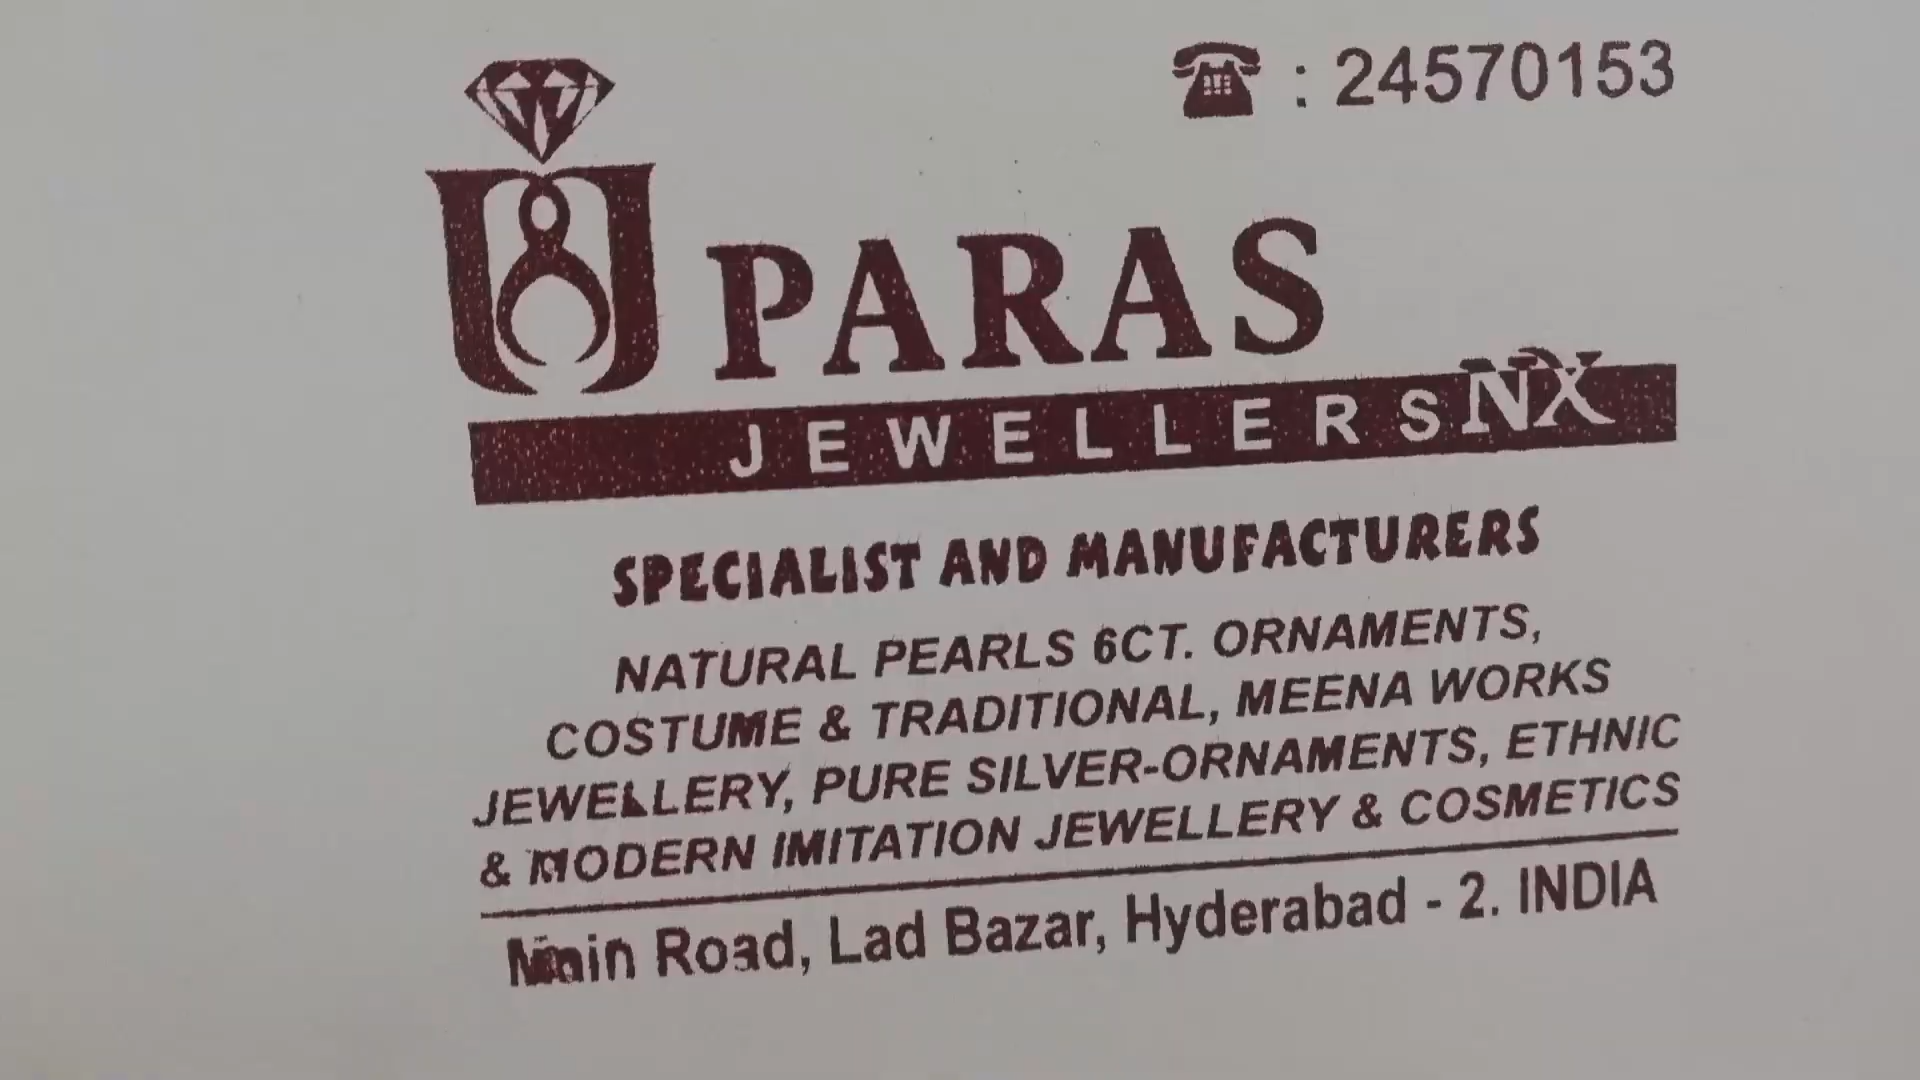 : 24570153
PARAS
JEWELLERS NX
SPECIALIST AND MANUFACTURERS
NATURAL PEARLS 6CT. ORNAMENTS,
COSTUME & TRADITIONAL, MEENA WORKS
JEWELLERY, PURE SILVER-ORNAMENTS, ETHNIC
& MODERN IMITATION JEWELLERY & COSMETICS
Main Road, Lad Bazar, Hyderabad - 2. INDIA